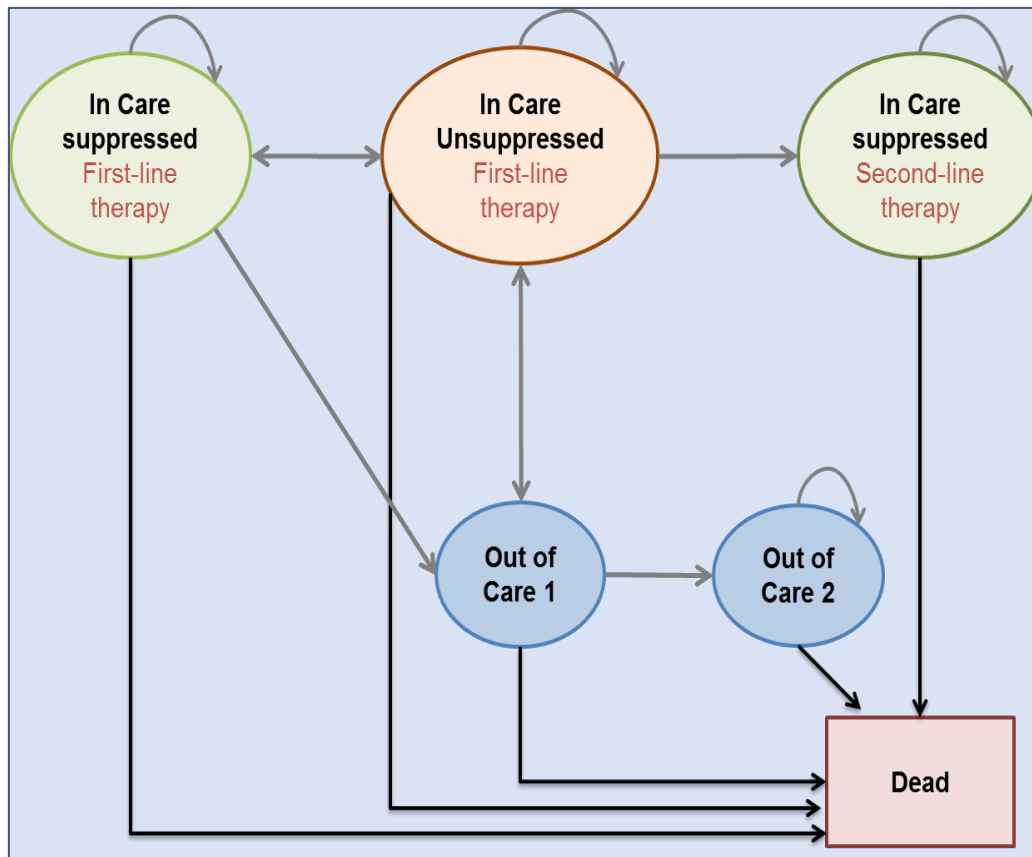 In Care
suppressed
First-line
therapy
In Care
Unsuppressed
First-line
therapy
In Care
suppressed
Second-line
therapy
Out of
Care 1
Out of
Care 2
Dead